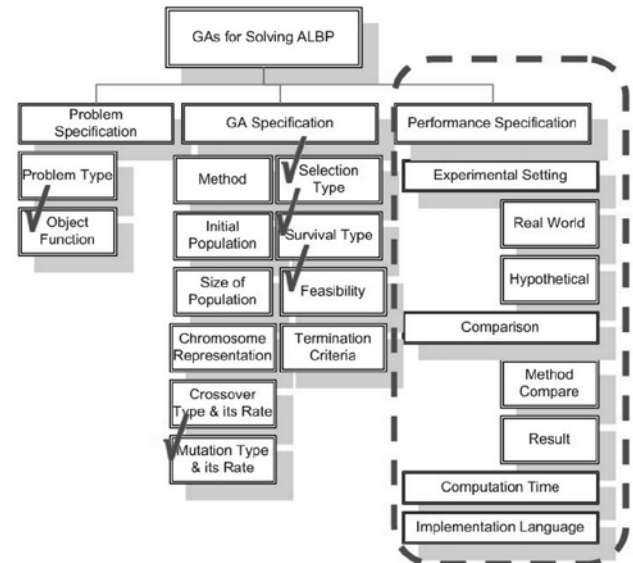 GAs for Solving ALBP
Problem
Specification
GA Specification
Performance Specification
Problem Type
Object
Function
Method
Selection
Type
Initial
Population
Survival Type
Size of
Population
Feasibility
Chromosome
Representation
Termination
Criteria
Crossover
Type & its Rate
Mutation Type
& its Rate
Experimental Setting
Real World
Hypothetical
Comparison
Method
Compare
Result
Computation Time
Implementation Language